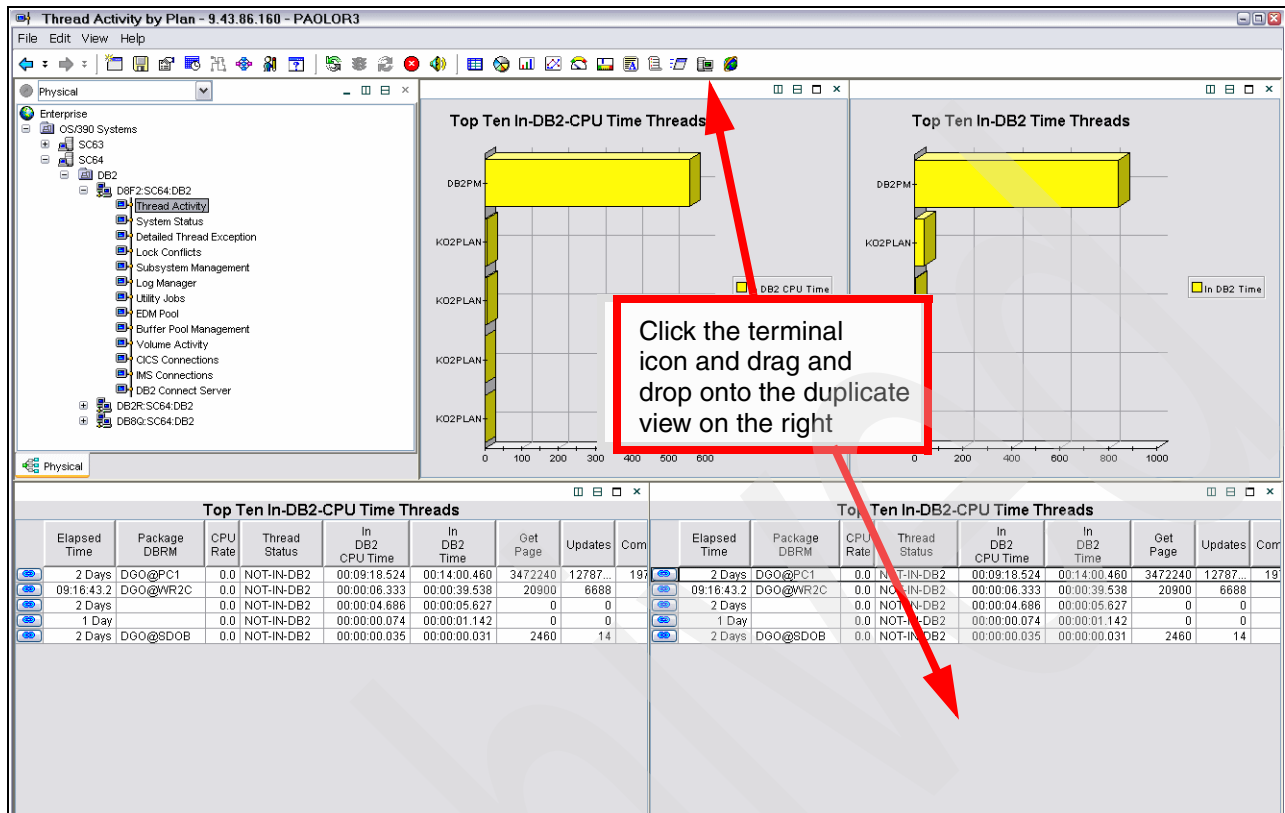 Thread Activity by Plan - 9.43.86.160 - PAOLOR3
File Edit View Help
Physical
Enterprise
OS/390 Systems
SC63
SC64
DB2
D8F2:SC64:DB2
Thread Activity
System Status
Detailed Thread Exception
Lock Conflicts
Subsystem Management
Log Manager
Utility Jobs
EDM Pool
Buffer Pool Management
Volume Activity
CICS Connections
IMS Connections
DB2 Connect Server
DB2R:SC64:DB2
DB8Q:SC64:DB2
Physical
Top Ten In-DB2-CPU Time Threads
DB2PM
KO2PLAN
KO2PLAN
KO2PLAN
KO2PLAN
0 100 200 300 400 500 600
DB2 CPU Time
Top Ten In-DB2 Time Threads
DB2PM
KO2PLAN
0 200 400 600 800 1000
In DB2 Time
Click the terminal
icon and drag and
drop onto the duplicate
view on the right
Top Ten In-DB2-CPU Time Threads
Elapsed Time Package DBRM CPU Rate Thread Status In DB2 CPU Time In DB2 Time Get Page Updates Com
2 Days DGO@PC1 0.0 NOT-IN-DB2 00:09:18.524 00:14:00.460 3472240 12787... 197
09:16:43.2 DGO@WR2C 0.0 NOT-IN-DB2 00:00:06.333 00:00:39.538 20900 6688
2 Days 0.0 NOT-IN-DB2 00:00:04.686 00:00:05.627 0 0
1 Day 0.0 NOT-IN-DB2 00:00:00.074 00:00:01.142 0 0
2 Days DGO@SDOB 0.0 NOT-IN-DB2 00:00:00.035 00:00:00.031 2460 14
Top Ten In-DB2-CPU Time Threads
Elapsed Time Package DBRM CPU Rate Thread Status In DB2 CPU Time In DB2 Time Get Page Updates Com
2 Days DGO@PC1 0.0 NOT-IN-DB2 00:09:18.524 00:14:00.460 3472240 12787... 19
09:16:43.2 DGO@WR2C 0.0 NOT-IN-DB2 00:00:06.333 00:00:39.538 20900 6688
2 Days 0.0 NOT-IN-DB2 00:00:04.686 00:00:05.627 0 0
1 Day 0.0 NOT-IN-DB2 00:00:00.074 00:00:01.142 0 0
2 Days DGO@SDOB 0.0 NOT-IN-DB2 00:00:00.035 00:00:00.031 2460 14